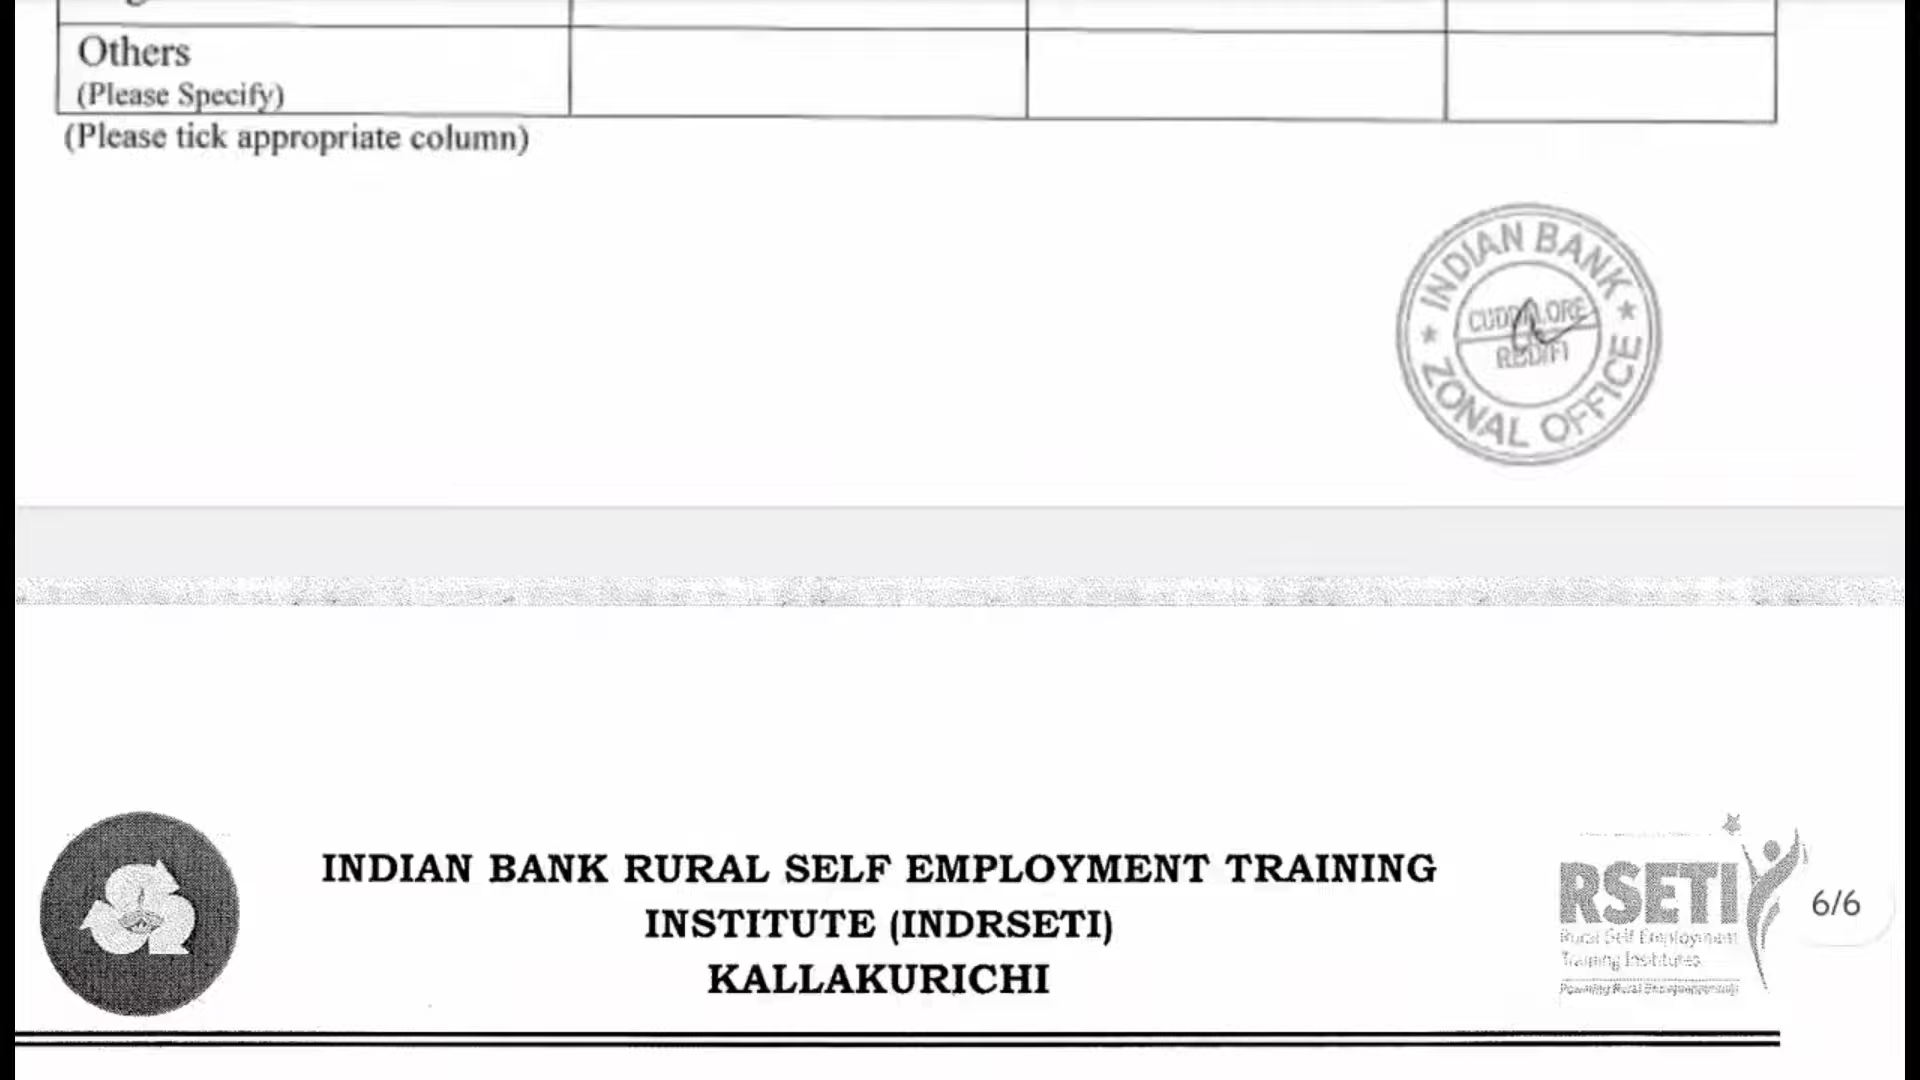 Others
(Please Specify)
(Please tick appropriate column)
INDIAN BANK
CUDDALORE
RBDIFI
ZONAL OFFICE
INDIAN BANK RURAL SELF EMPLOYMENT TRAINING
INSTITUTE (INDRSETI)
KALLAKURICHI
RSETI
Rural Self Employment
Training Institutes
6/6